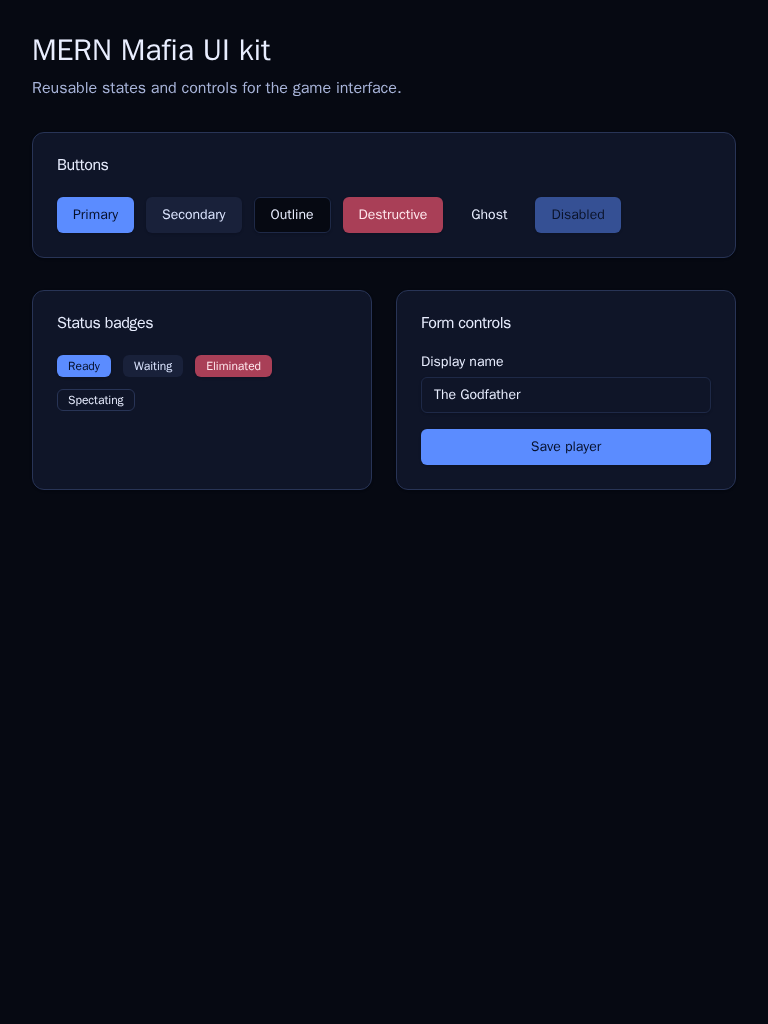 MERN Mafia UI kit
Reusable states and controls for the game interface.
Buttons
Primary Secondary Outline Destructive Ghost Disabled
Status badges
Ready Waiting Eliminated
Spectating
Form controls
Display name
The Godfather
Save player